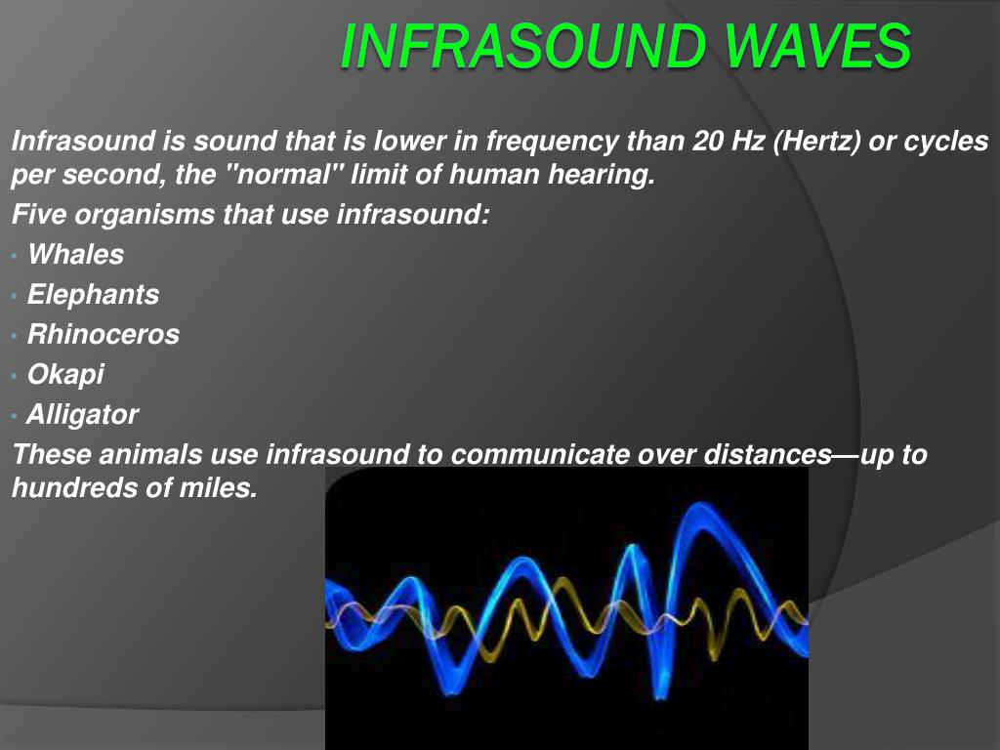 INFRASOUND WAVES
Infrasound is sound that is lower in frequency than 20 Hz (Hertz) or cycles
per second, the "normal" limit of human hearing.
Five organisms that use infrasound:
• Whales
• Elephants
• Rhinoceros
• Okapi
• Alligator
These animals use infrasound to communicate over distances—up to
hundreds of miles.